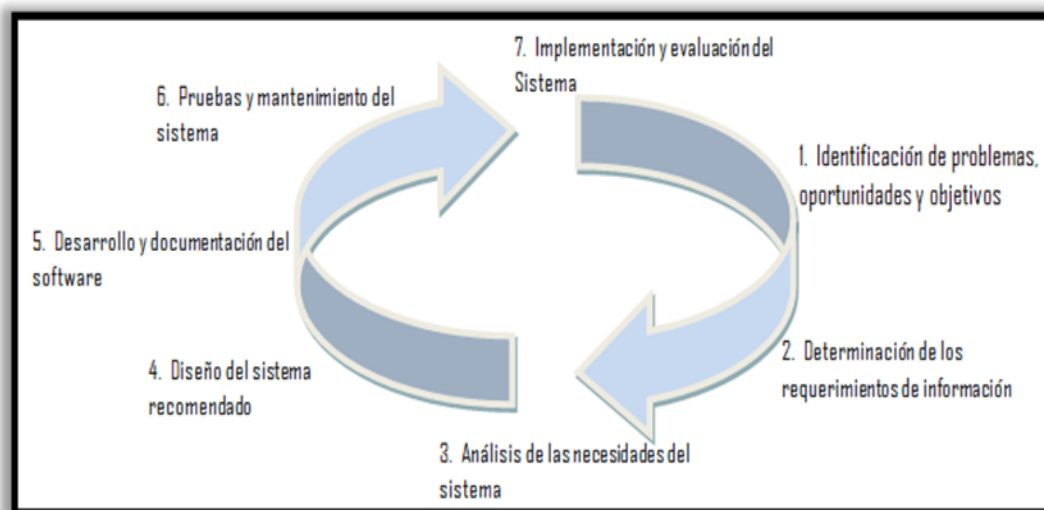 7. Implementación y evaluación del
Sistema
6. Pruebas y mantenimiento del
sistema
1. Identificación de problemas,
oportunidades y objetivos
5. Desarrollo y documentación del
software
2. Determinación de los
requerimientos de información
4. Diseño del sistema
recomendado
3. Análisis de las necesidades del
sistema